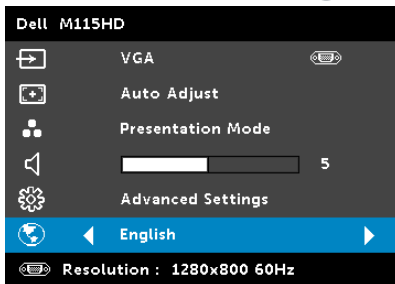 Dell M115HD
VGA
Auto Adjust
Presentation Mode
5
Advanced Settings
English
Resolution : 1280x800 60Hz